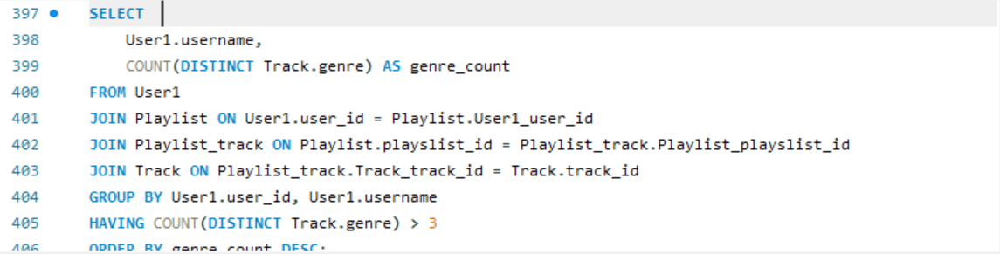 397 SELECT
398 User1.username,
399 COUNT(DISTINCT Track.genre) AS genre_count
400 FROM User1
401 JOIN Playlist ON User1.user_id = Playlist.User1_user_id
402 JOIN Playlist_track ON Playlist.playslist_id = Playlist_track.Playlist_playslist_id
403 JOIN Track ON Playlist_track.Track_track_id = Track.track_id
404 GROUP BY User1.user_id, User1.username
405 HAVING COUNT(DISTINCT Track.genre) > 3
406 ORDER BY genre_count DESC;